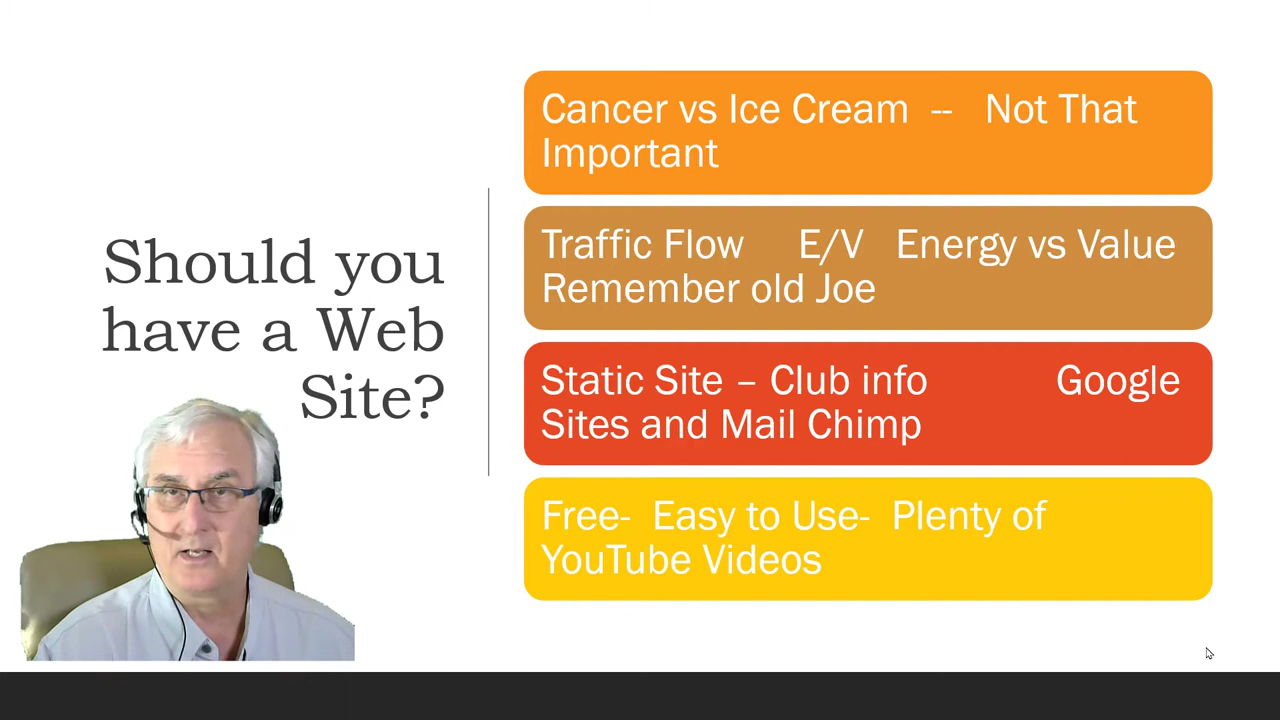 Should you
have a Web
Site?
Cancer vs Ice Cream -- Not That
Important
Traffic Flow E/V Energy vs Value
Remember old Joe
Static Site – Club info Google
Sites and Mail Chimp
Free- Easy to Use- Plenty of
YouTube Videos